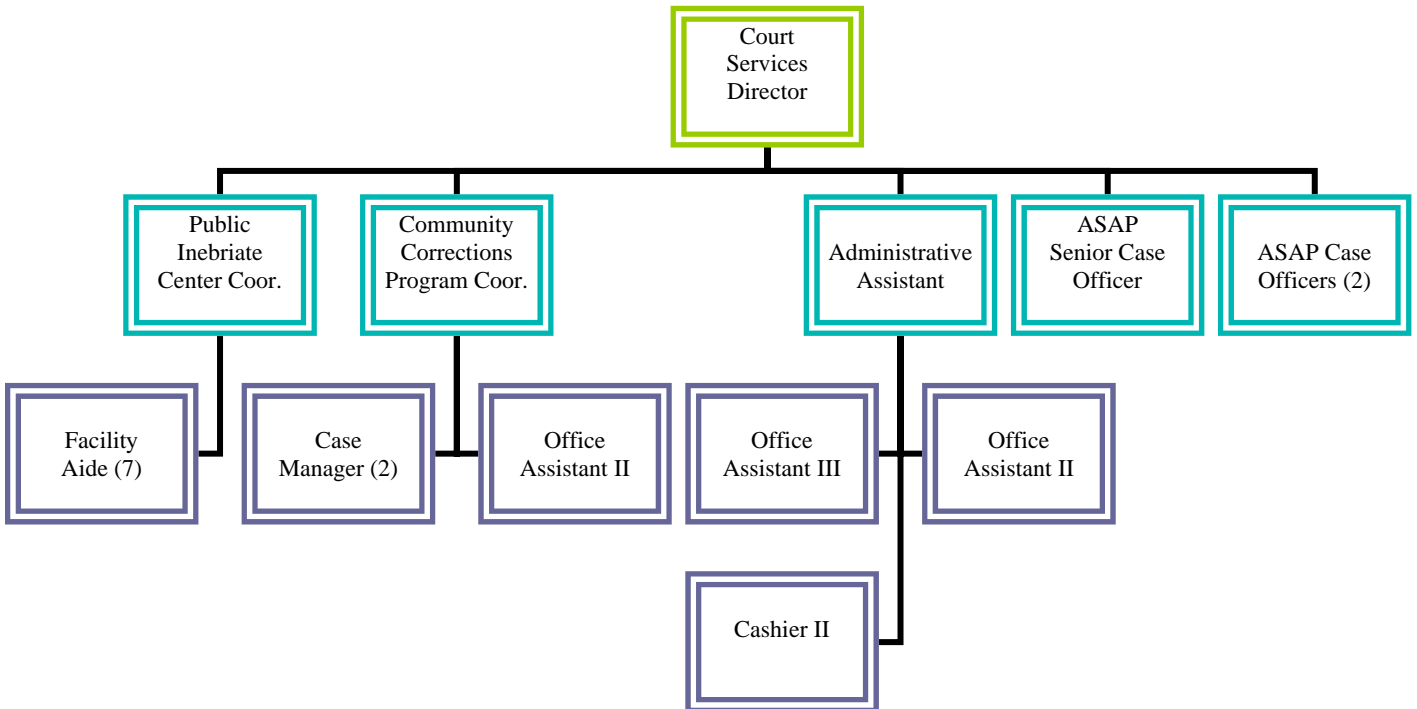 Court
Services
Director
Public
Inebriate
Center Coor.
Community
Corrections
Program Coor.
Administrative
Assistant
ASAP
Senior Case
Officer
ASAP Case
Officers (2)
Facility
Aide (7)
Case
Manager (2)
Office
Assistant II
Office
Assistant III
Office
Assistant II
Cashier II